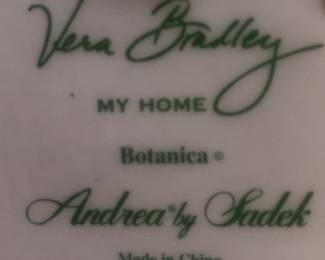 Vera Bradley
MY HOME
Botanica ©
Andrea® by Sadek
Made in China